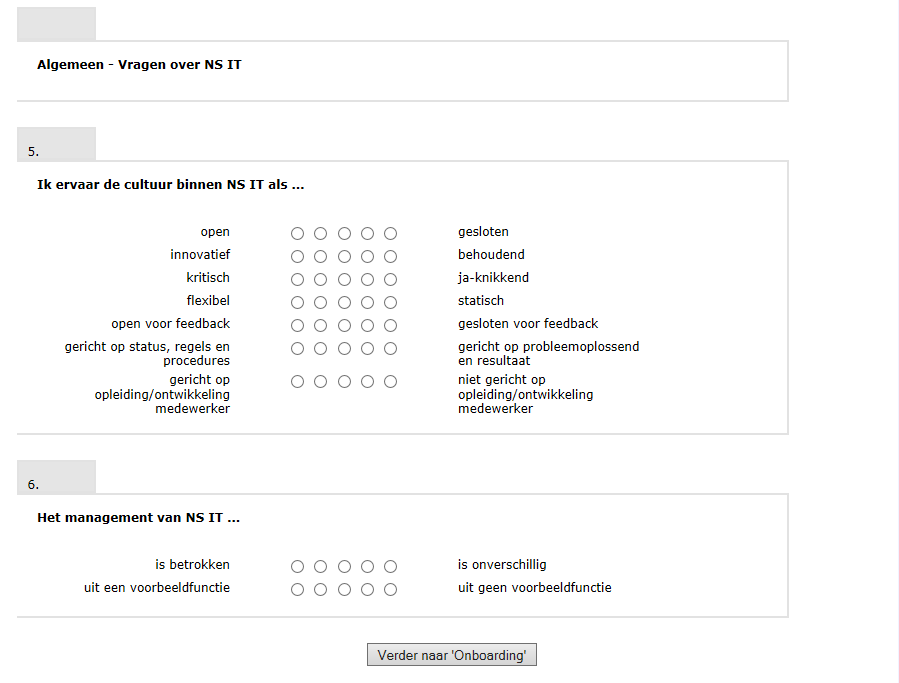 Algemeen - Vragen over NS IT
5.
Ik ervaar de cultuur binnen NS IT als ...
open gesloten
innovatief behoudend
kritisch ja-knikkend
flexibel statisch
open voor feedback gesloten voor feedback
gericht op status, regels en gericht op probleemoplossend
procedures en resultaat
gericht op niet gericht op
opleiding/ontwikkeling opleiding/ontwikkeling
medewerker medewerker
6.
Het management van NS IT ...
is betrokken is onverschillig
uit een voorbeeldfunctie uit geen voorbeeldfunctie
Verder naar 'Onboarding'